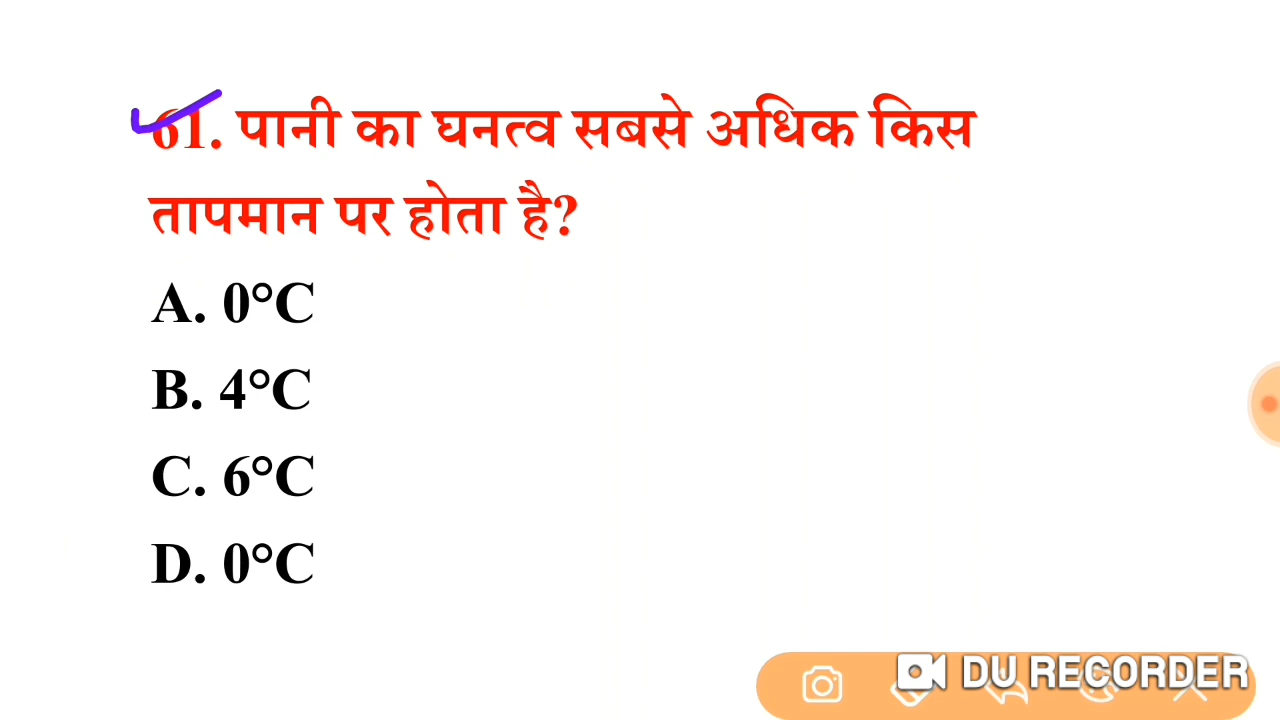 61. पानी का घनत्व सबसे अधिक किस
तापमान पर होता है?
A. 0°C
B. 4°C
C. 6°C
D. 0°C
DU RECORDER